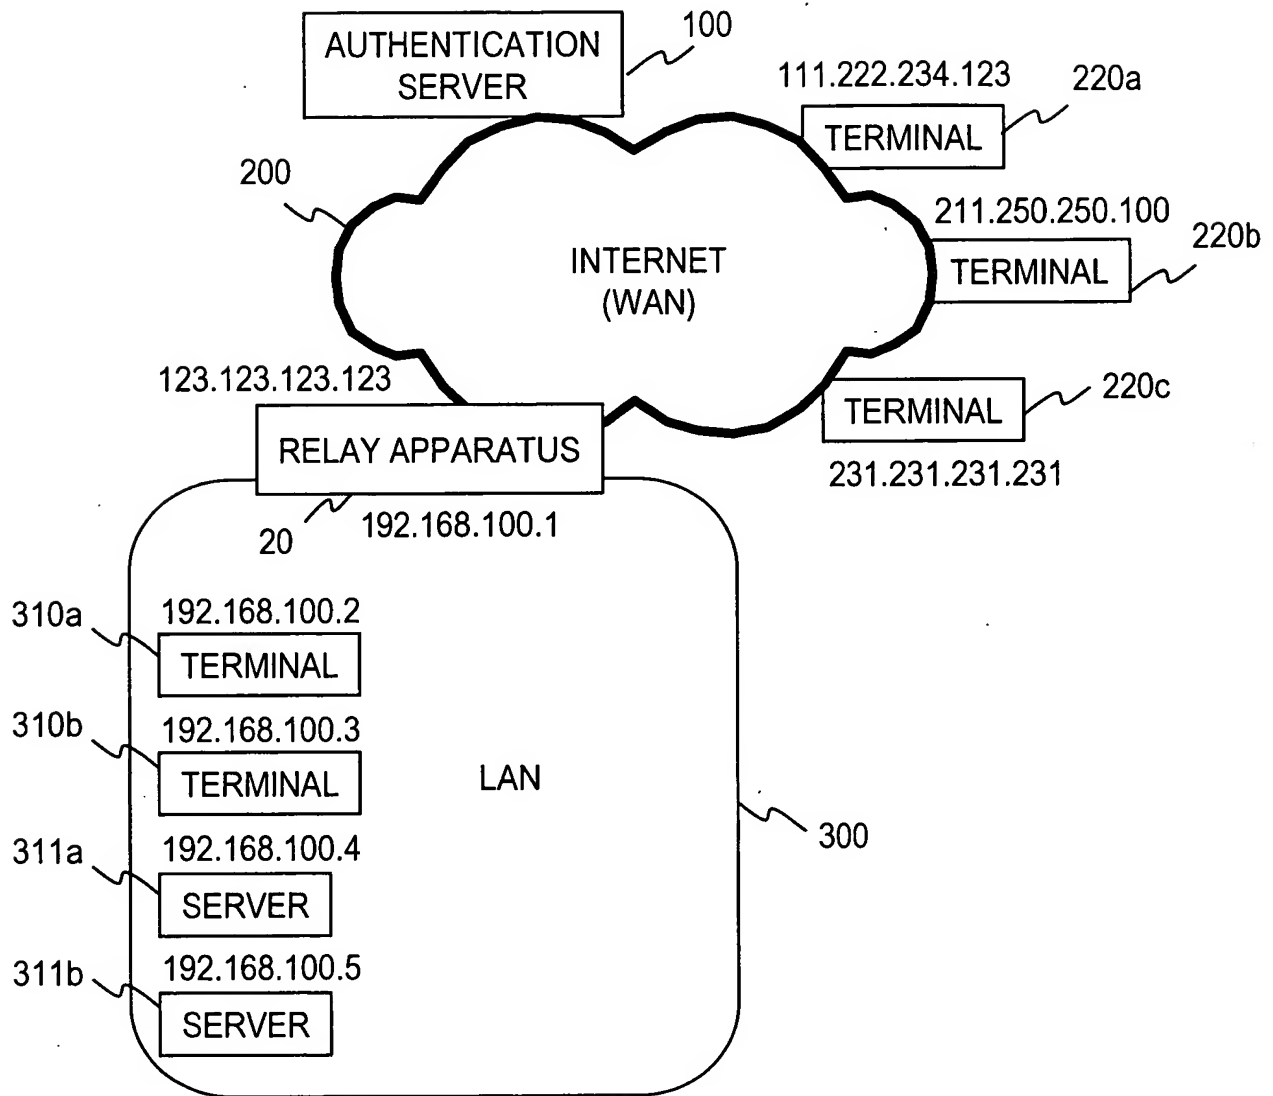 AUTHENTICATION
SERVER
100
111.222.234.123
220a
TERMINAL
200
211.250.250.100
220b
TERMINAL
INTERNET
(WAN)
123.123.123.123
220c
TERMINAL
RELAY APPARATUS
231.231.231.231
20
192.168.100.1
310a
192.168.100.2
TERMINAL
310b
192.168.100.3
TERMINAL
LAN
300
311a
192.168.100.4
SERVER
311b
192.168.100.5
SERVER